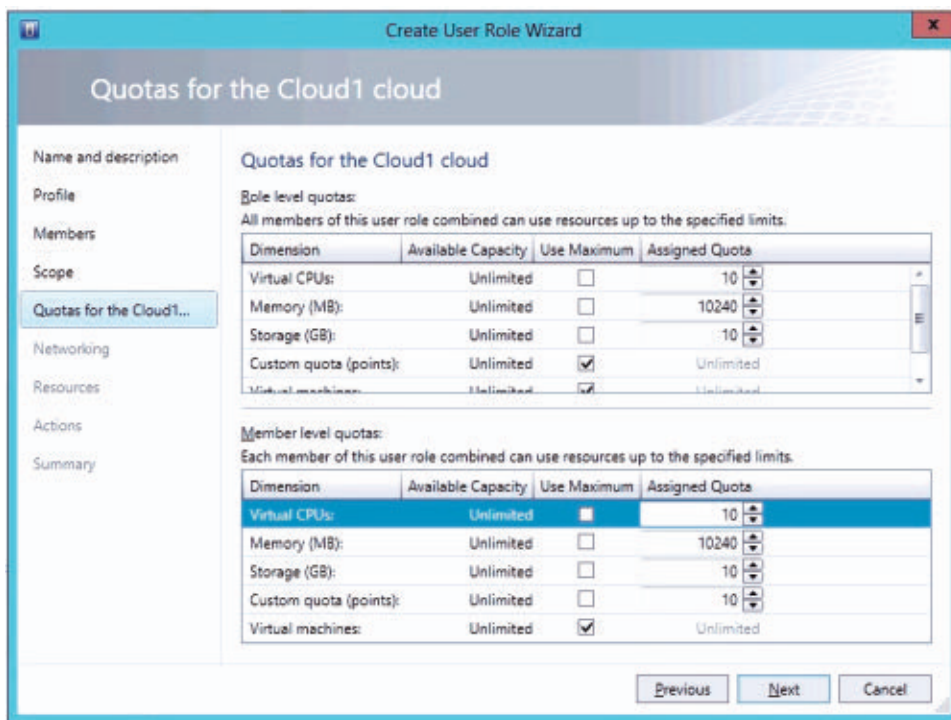 Create User Role Wizard
x
Quotas for the Cloud1 cloud
Name and description
Profile
Members
Scope
Quotas for the Cloud1...
Networking
Resources
Actions
Summary
Quotas for the Cloud1 cloud
Role level quotas:
All members of this user role combined can use resources up to the specified limits.
Dimension Available Capacity Use Maximum Assigned Quota
Virtual CPUs: Unlimited 10
Memory (MB): Unlimited 10240
Storage (GB): Unlimited 10
Custom quota (points): Unlimited Unlimited
Virtual machines: Unlimited Unlimited
Member level quotas:
Each member of this user role combined can use resources up to the specified limits.
Dimension Available Capacity Use Maximum Assigned Quota
Virtual CPUs: Unlimited 10
Memory (MB): Unlimited 10240
Storage (GB): Unlimited 10
Custom quota (points): Unlimited 10
Virtual machines: Unlimited Unlimited
Previous Next Cancel